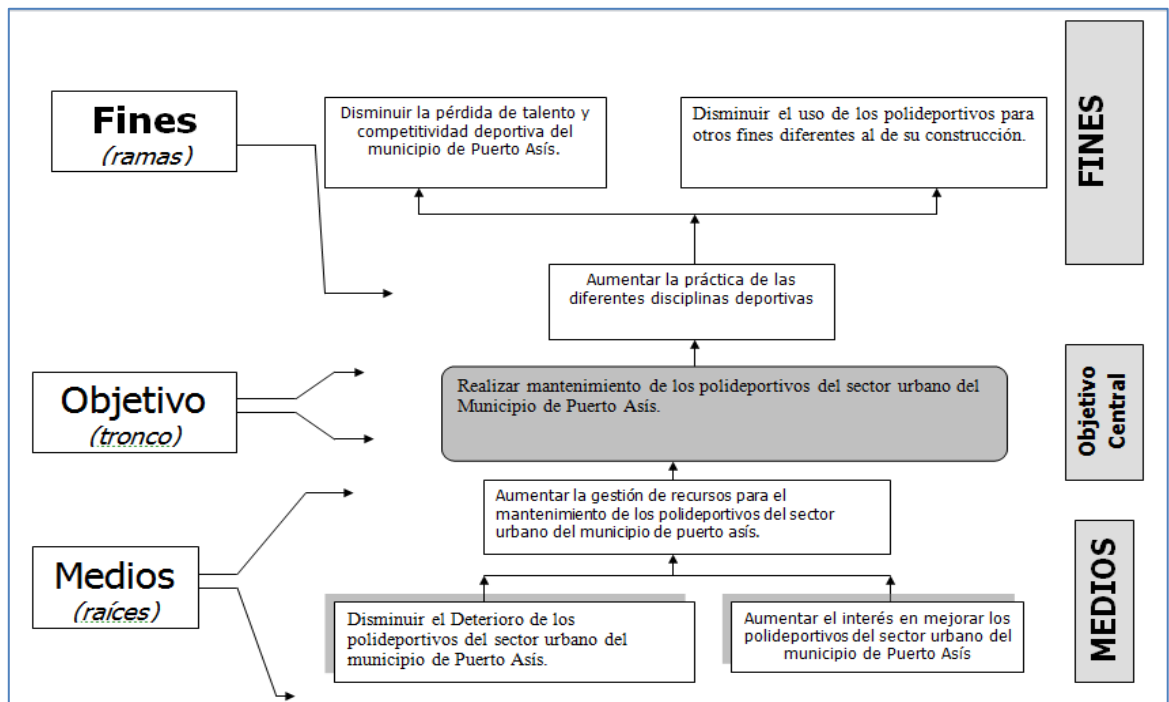 Fines
(ramas)
Disminuir la pérdida de talento y
competitividad deportiva del
municipio de Puerto Asís.
Disminuir el uso de los polideportivos para
otros fines diferentes al de su construcción.
FINES
Aumentar la práctica de las
diferentes disciplinas deportivas
Objetivo
(tronco)
Realizar mantenimiento de los polideportivos del sector urbano del
Municipio de Puerto Asís.
Objetivo
Central
Aumentar la gestión de recursos para el
mantenimiento de los polideportivos del sector
urbano del municipio de puerto asís.
Medios
(raíces)
Disminuir el Deterioro de los
polideportivos del sector urbano del
municipio de Puerto Asís.
Aumentar el interés en mejorar los
polideportivos del sector urbano del
municipio de Puerto Asís
MEDIOS